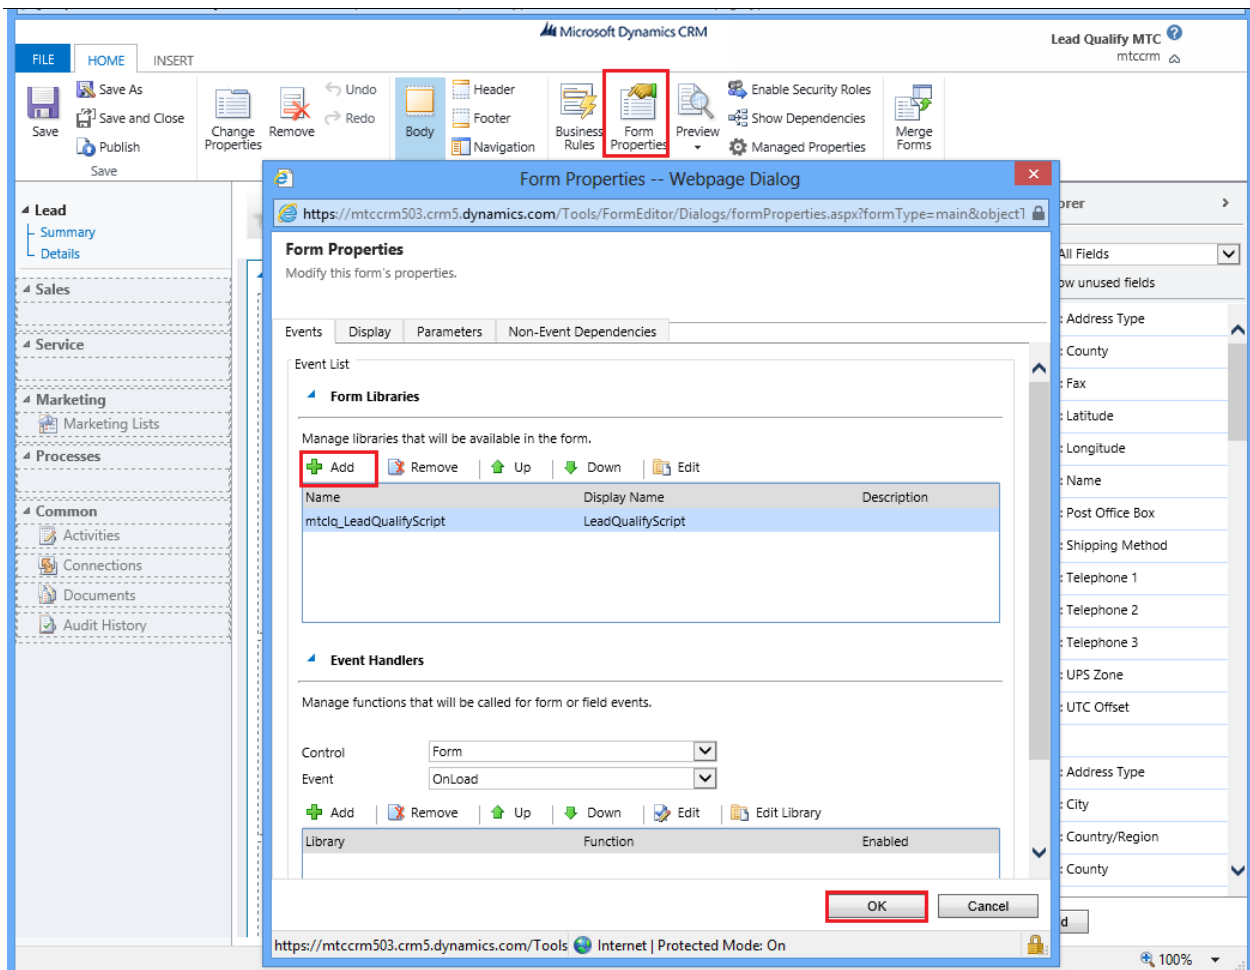 Microsoft Dynamics CRM
Lead Qualify MTC
mtccrm
FILE HOME INSERT
Save
Save As
Save and Close
Publish
Save
Change Properties
Remove
Undo
Redo
Body
Header
Footer
Navigation
Business Rules
Form Properties
Preview
Enable Security Roles
Show Dependencies
Managed Properties
Merge Forms
Lead
Summary
Details
Sales
Service
Marketing
Marketing Lists
Processes
Common
Activities
Connections
Documents
Audit History
Form Properties -- Webpage Dialog
https://mtccrm503.crm5.dynamics.com/Tools/FormEditor/Dialogs/formProperties.aspx?formType=main&object
Form Properties
Modify this form's properties.
Events Display Parameters Non-Event Dependencies
Event List
Form Libraries
Manage libraries that will be available in the form.
Add Remove Up Down Edit
Name Display Name Description
mtclq_LeadQualifyScript LeadQualifyScript
Event Handlers
Manage functions that will be called for form or field events.
Control Form
Event OnLoad
Add Remove Up Down Edit Edit Library
Library Function Enabled
OK Cancel
https://mtccrm503.crm5.dynamics.com/Tools Internet | Protected Mode: On
orer
All Fields
ow unused fields
: Address Type
: County
: Fax
: Latitude
: Longitude
: Name
: Post Office Box
: Shipping Method
: Telephone 1
: Telephone 2
: Telephone 3
: UPS Zone
: UTC Offset
: Address Type
: City
: Country/Region
: County
d
100%